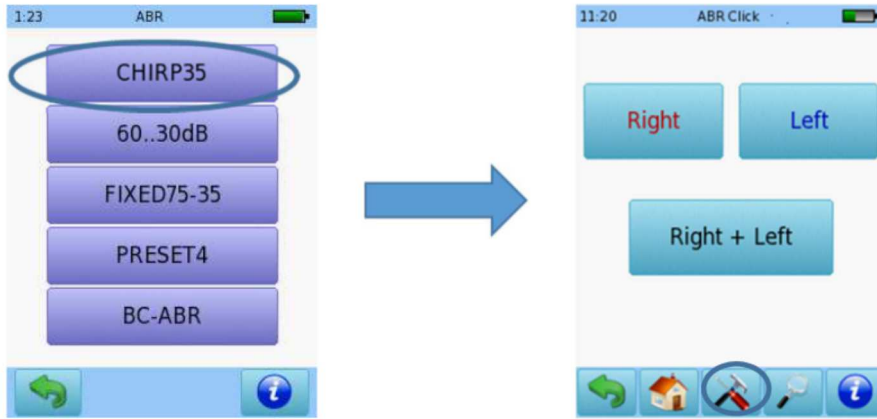 1:23 ABR
CHIRP35
60..30dB
FIXED75-35
PRESET4
BC-ABR
i
11:20 ABR Click
Right Left
Right + Left
i